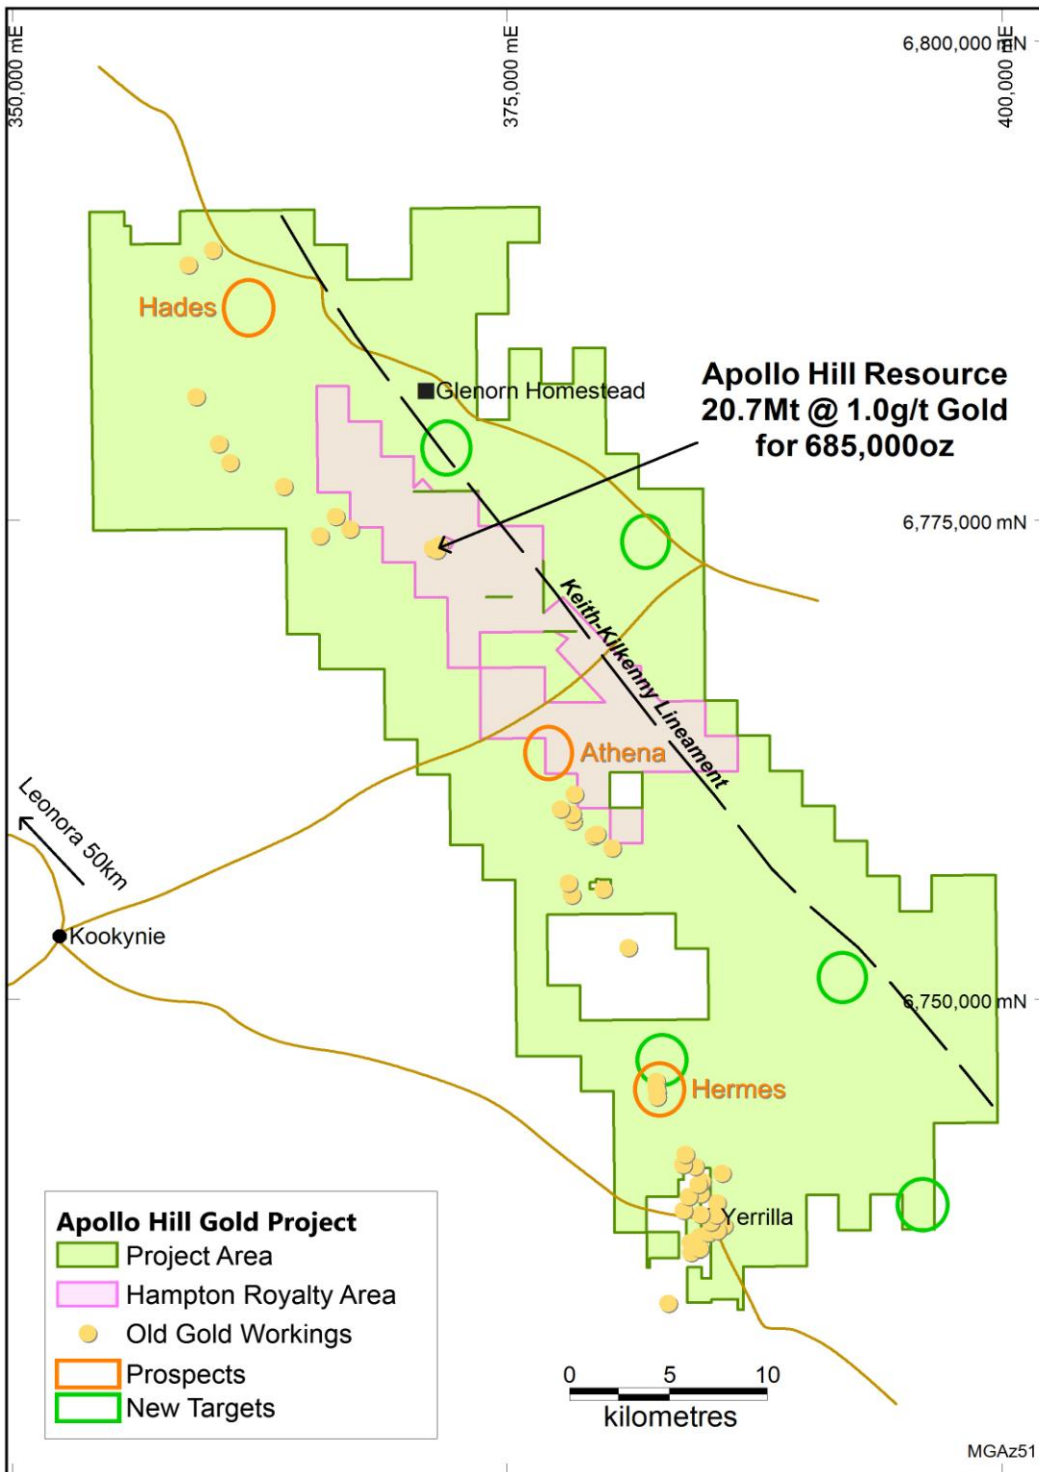 350,000 mE
375,000 mE
400,000 mE
6,800,000 mN
Hades
Glenorn Homestead
Apollo Hill Resource
20.7Mt @ 1.0g/t Gold
for 685,000oz
6,775,000 mN
Keith-Kilkenny Lineament
Athena
Leonora 50km
Kookynie
6,750,000 mN
Hermes
Yerrilla
Apollo Hill Gold Project
Project Area
Hampton Royalty Area
Old Gold Workings
Prospects
New Targets
0 5 10
kilometres
MGAz51